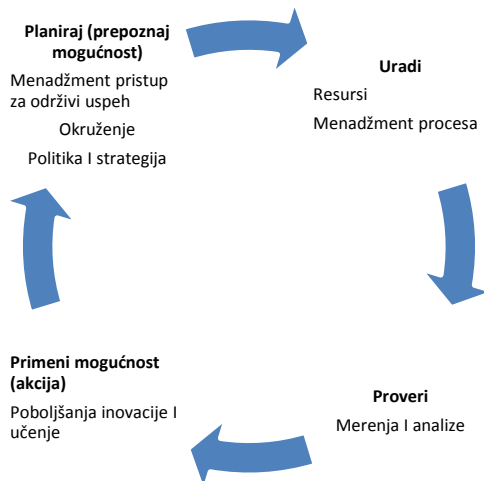 Planiraj (prepoznaj
mogućnost)
Menadžment pristup
za održivi uspeh
Okruženje
Politika I strategija
Uradi
Resursi
Menadžment procesa
Proveri
Merenja I analize
Primeni mogućnost
(akcija)
Poboljšanja inovacije I
učenje